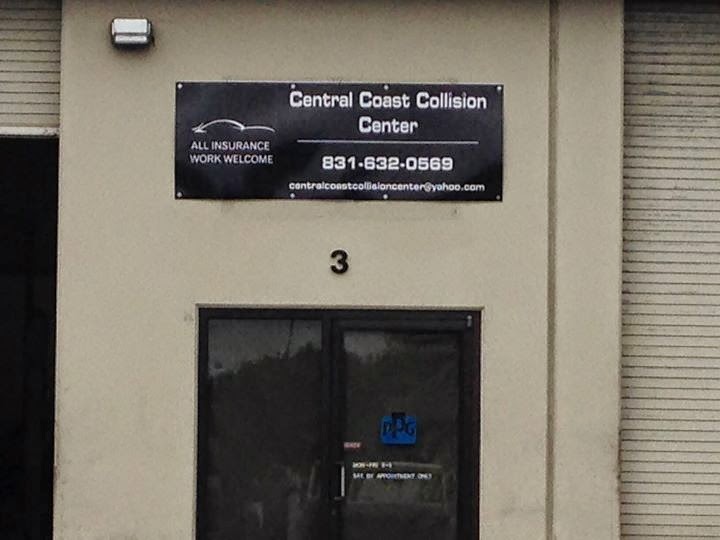 Central Coast Collision
Center
ALL INSURANCE
WORK WELCOME
831-632-0569
centralcoastcollisioncenter@yahoo.com
3
PPG
SAT BY APPOINTMENT ONLY